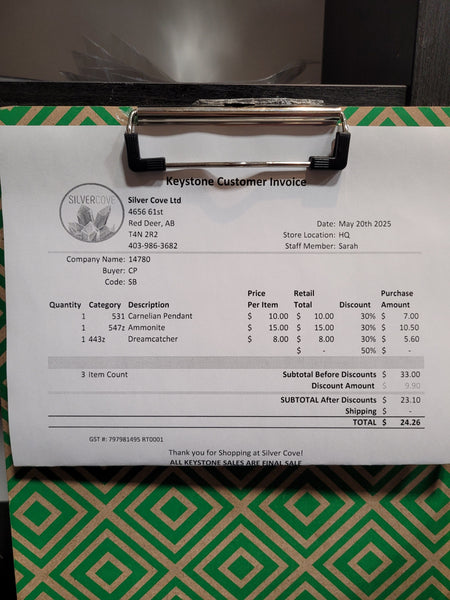 Keystone Customer Invoice
SILVERCOVE
Silver Cove Ltd
4656 61st
Red Deer, AB
T4N 2R2
403-986-3682
Date: May 20th 2025
Store Location: HQ
Staff Member: Sarah
Company Name: 14780
Buyer: CP
Code: SB
Quantity Category Description Price Per Item Retail Total Discount Purchase Amount
1 531 Carnelian Pendant $ 10.00 $ 10.00 30% $ 7.00
1 547z Ammonite $ 15.00 $ 15.00 30% $ 10.50
1 443z Dreamcatcher $ 8.00 $ 8.00 30% $ 5.60
$ - 50% $ -
3 Item Count Subtotal Before Discounts $ 33.00
Discount Amount $ 9.90
SUBTOTAL After Discounts $ 23.10
Shipping $ -
TOTAL $ 24.26
GST #: 797981495 RT0001
Thank you for Shopping at Silver Cove!
ALL KEYSTONE SALES ARE FINAL SALE